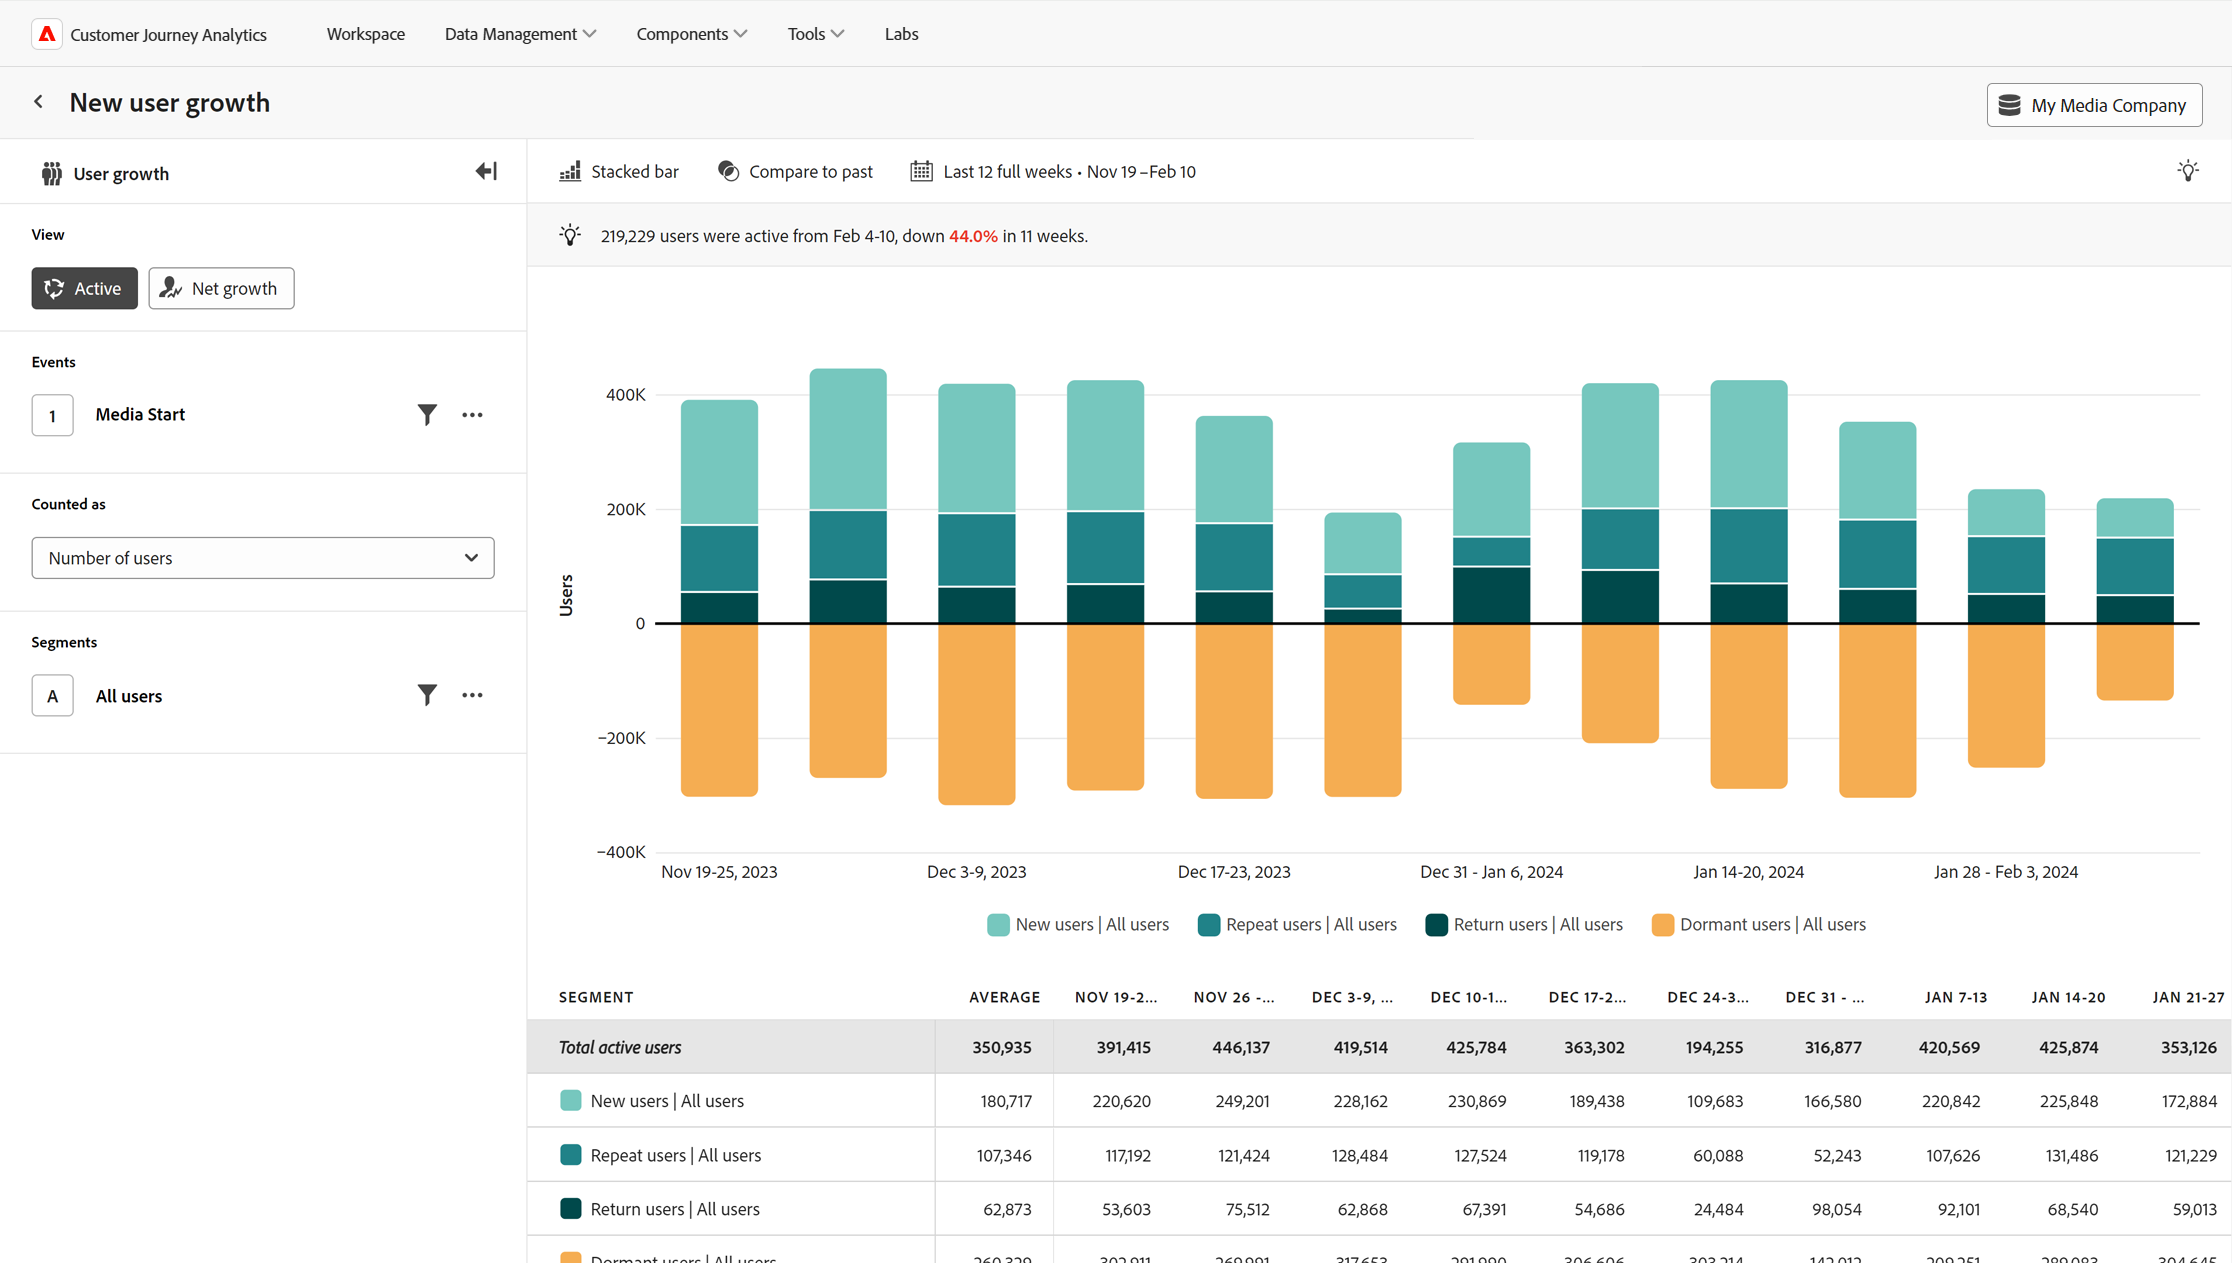 Customer Journey Analytics Workspace Data Management Components Tools Labs
New user growth
My Media Company
User growth
Stacked bar Compare to past Last 12 full weeks • Nov 19 – Feb 10
View
219,229 users were active from Feb 4-10, down 44.0% in 11 weeks.
Active Net growth
Events
1 Media Start
Counted as
Number of users
Segments
A All users
400K
200K
Users
0
−200K
−400K
Nov 19-25, 2023 Dec 3-9, 2023 Dec 17-23, 2023 Dec 31 - Jan 6, 2024 Jan 14-20, 2024 Jan 28 - Feb 3, 2024
New users | All users Repeat users | All users Return users | All users Dormant users | All users
SEGMENT AVERAGE NOV 19-2... NOV 26 -... DEC 3-9, ... DEC 10-1... DEC 17-2... DEC 24-3... DEC 31 - ... JAN 7-13 JAN 14-20 JAN 21-27
Total active users 350,935 391,415 446,137 419,514 425,784 363,302 194,255 316,877 420,569 425,874 353,126
New users | All users 180,717 220,620 249,201 228,162 230,869 189,438 109,683 166,580 220,842 225,848 172,884
Repeat users | All users 107,346 117,192 121,424 128,484 127,524 119,178 60,088 52,243 107,626 131,486 121,229
Return users | All users 62,873 53,603 75,512 62,868 67,391 54,686 24,484 98,054 92,101 68,540 59,013
Dormant users | All users